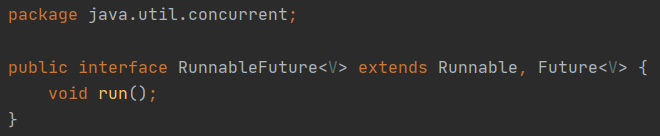 package java.util.concurrent;
public interface RunnableFuture<V> extends Runnable, Future<V> {
    void run();
}